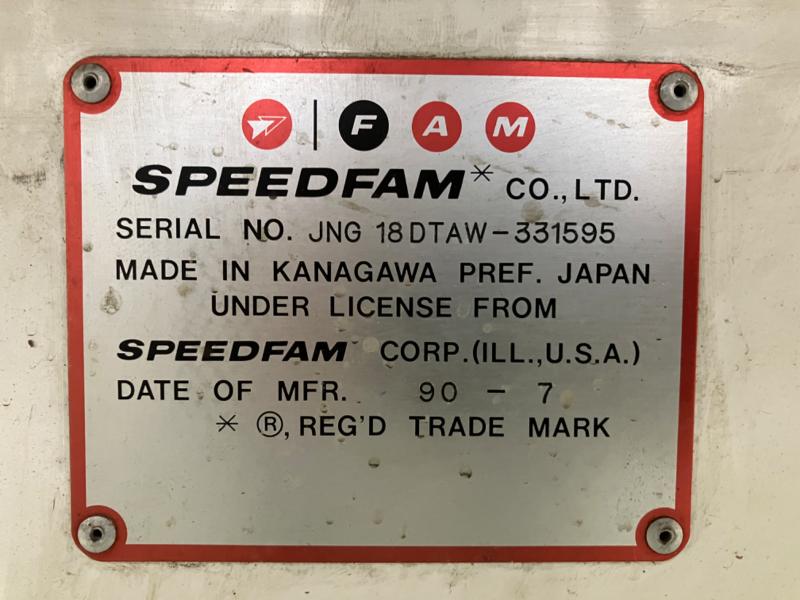 FAM
SPEEDFAM* CO., LTD.
SERIAL NO. JNG 18DTAW-331595
MADE IN KANAGAWA PREF. JAPAN
UNDER LICENSE FROM
SPEEDFAM CORP.(ILL.,U.S.A.)
DATE OF MFR. 90 - 7
* ®, REG'D TRADE MARK